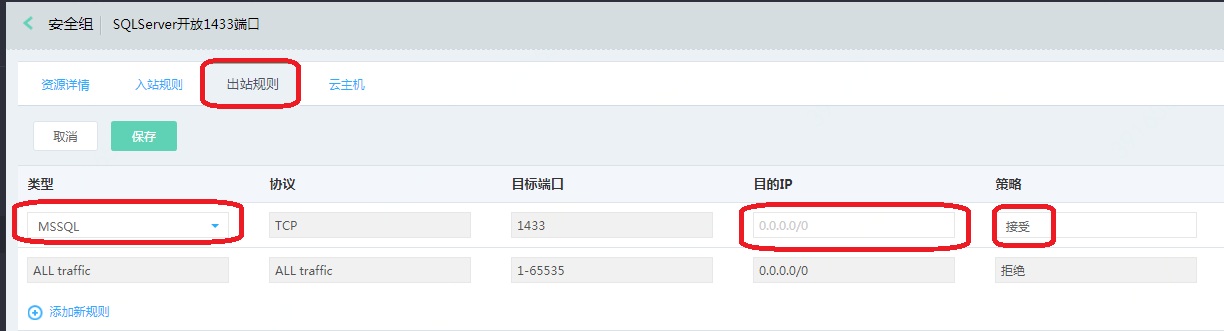 安全组 SQLServer开放1433端口
资源详情 入站规则 出站规则 云主机
取消 保存
类型 协议 目标端口 目的IP 策略
MSSQL TCP 1433 0.0.0.0/0 接受
ALL traffic ALL traffic 1-65535 0.0.0.0/0 拒绝
添加新规则